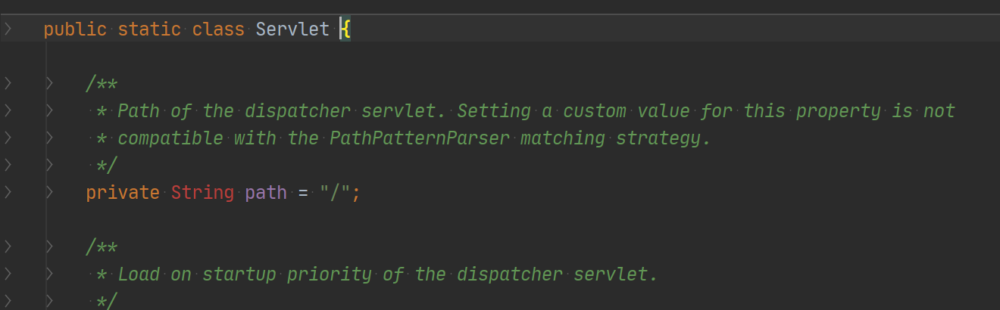 public static class Servlet {
/**
* Path of the dispatcher servlet. Setting a custom value for this property is not
* compatible with the PathPatternParser matching strategy.
*/
private String path = "/";
/**
* Load on startup priority of the dispatcher servlet.
*/